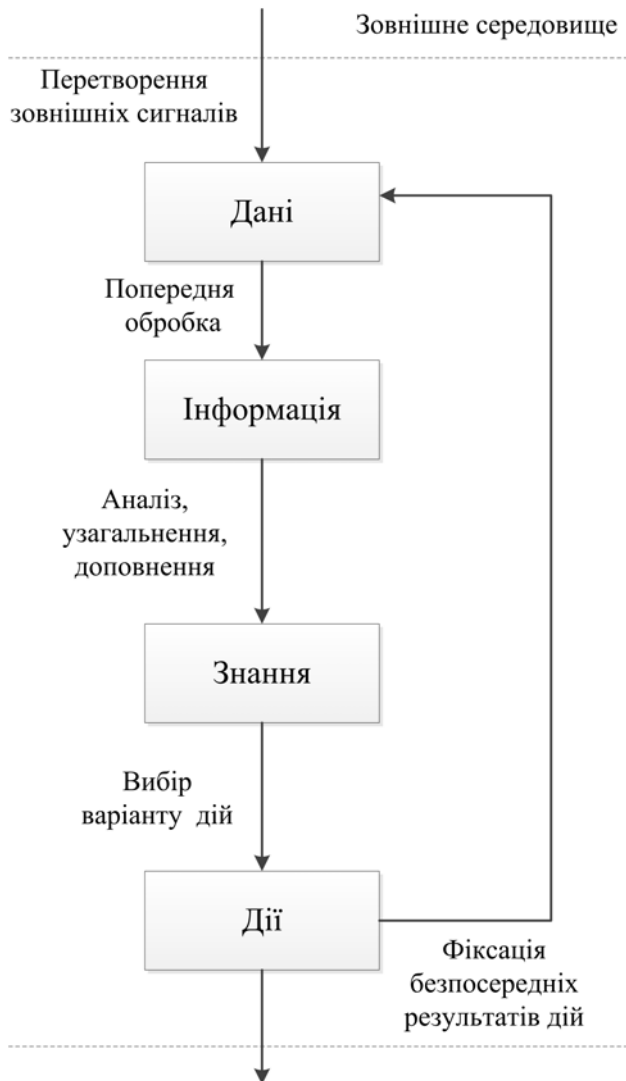 Зовнішнє середовище
Перетворення
зовнішніх сигналів
Дані
Попередня
обробка
Інформація
Аналіз,
узагальнення,
доповнення
Знання
Вибір
варіанту дій
Дії
Фіксація
безпосередніх
результатів дій